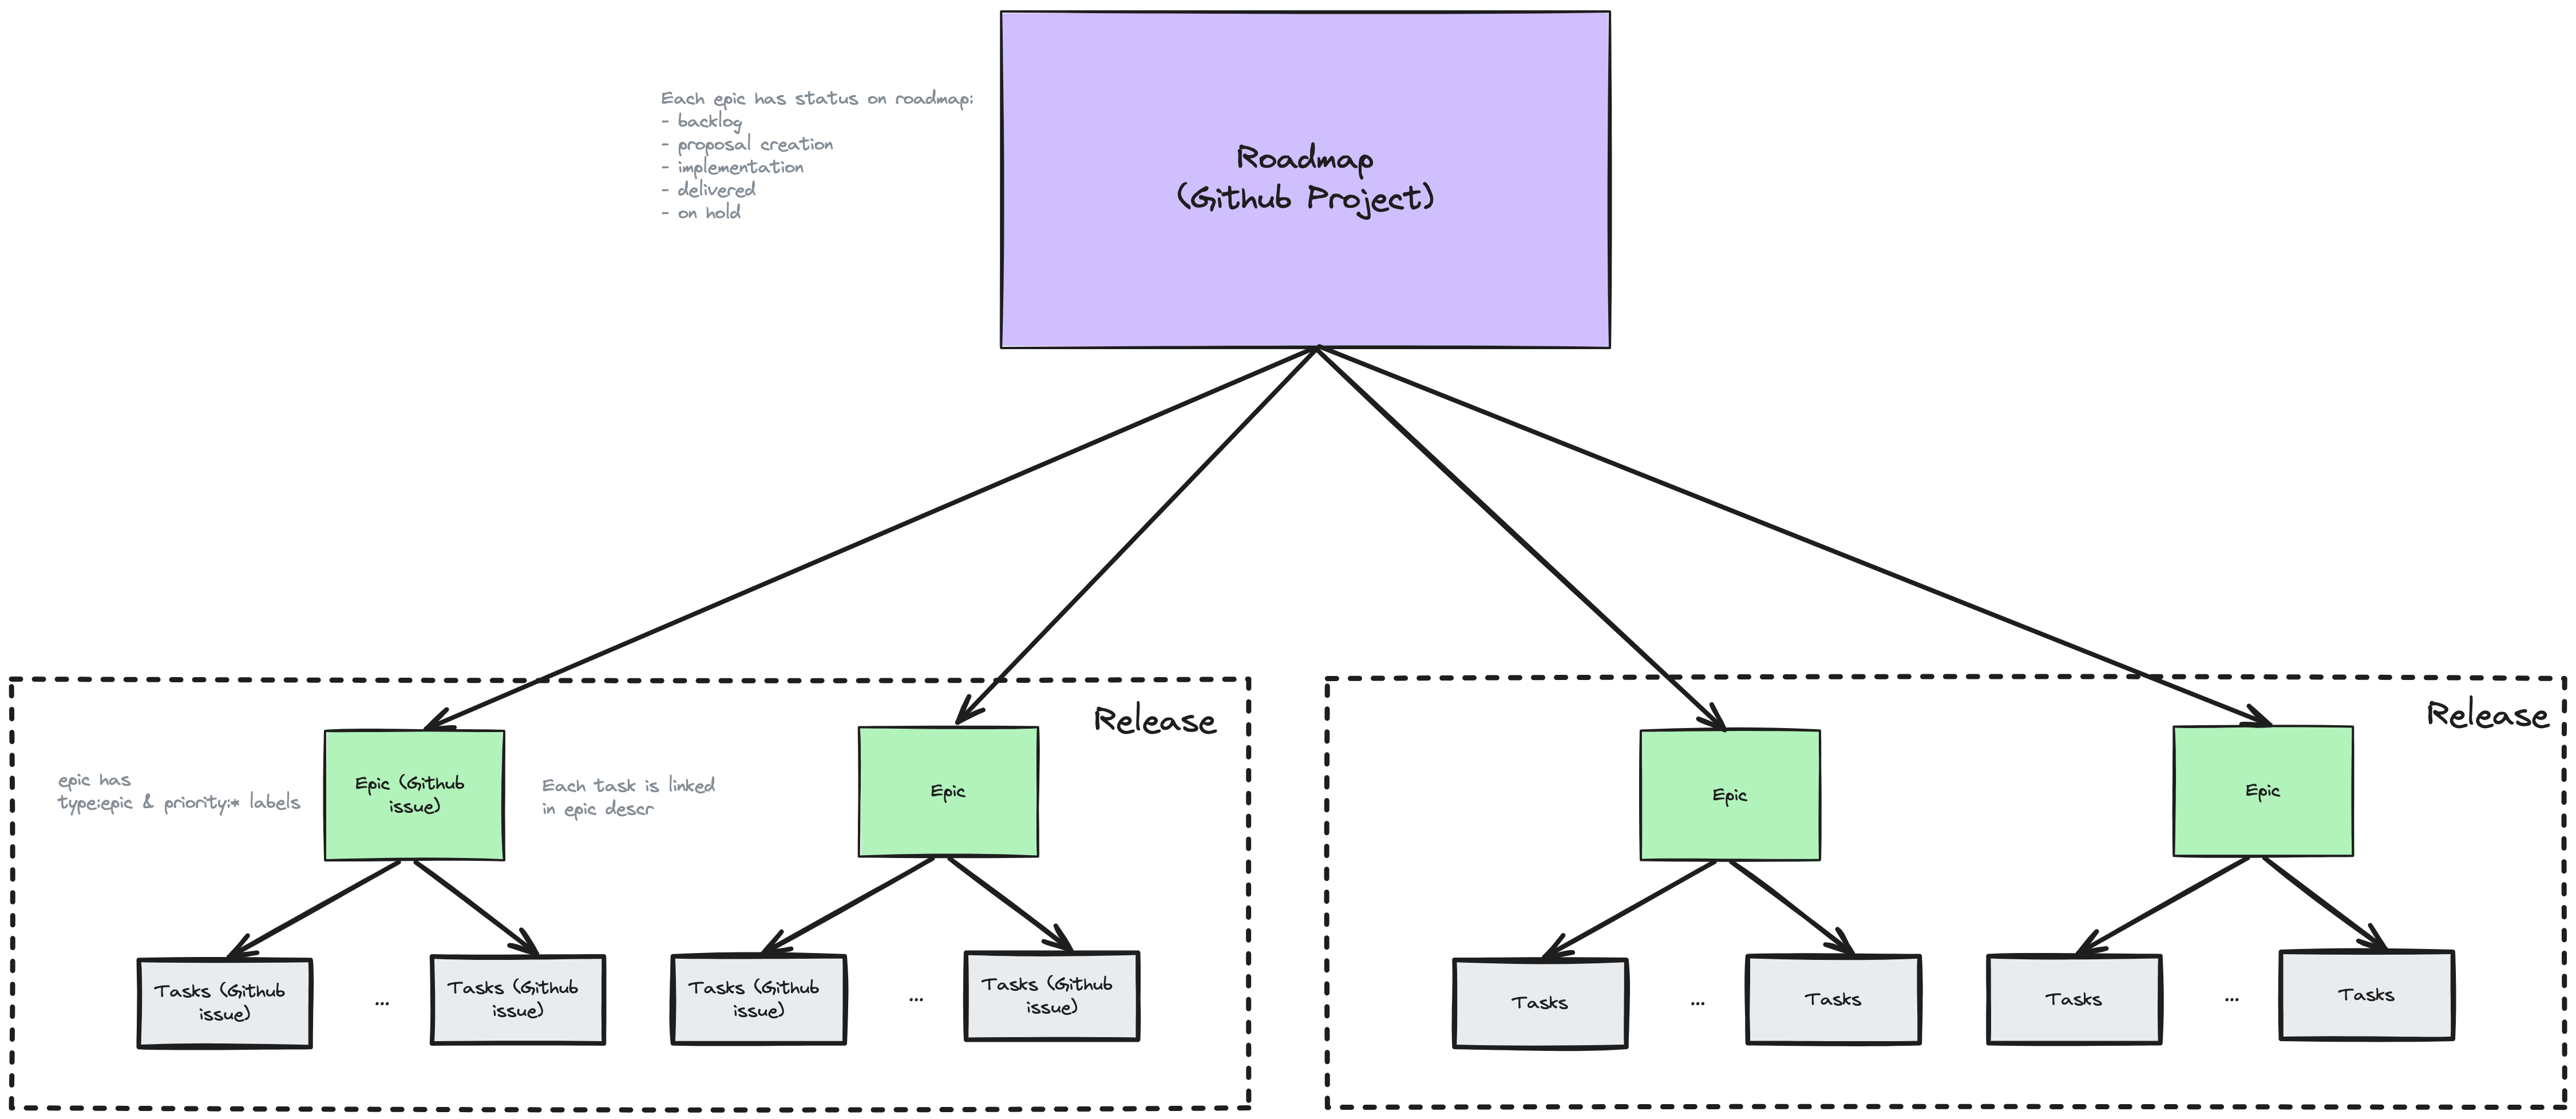 Each epic has status on roadmap:
- backlog
- proposal creation
- implementation
- delivered
- on hold
Roadmap
(Github Project)
Release
Release
epic has
type:epic & priority:* labels
Epic (Github
issue)
Each task is linked
in epic descr
Epic
Epic
Epic
Tasks (Github
issue)
...
Tasks (Github
issue)
Tasks (Github
issue)
...
Tasks (Github
issue)
Tasks
...
Tasks
Tasks
...
Tasks